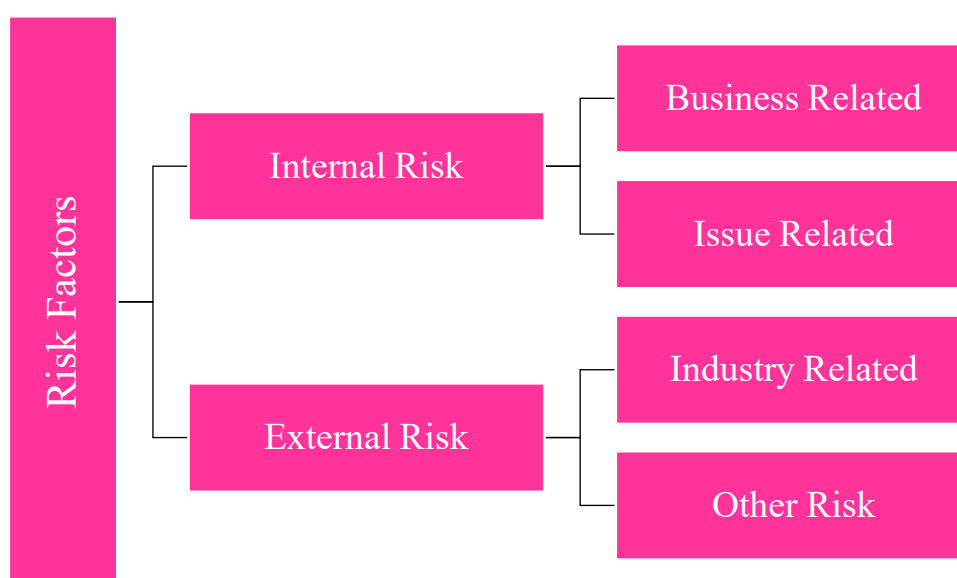 Risk Factors
Internal Risk
Business Related
Issue Related
External Risk
Industry Related
Other Risk